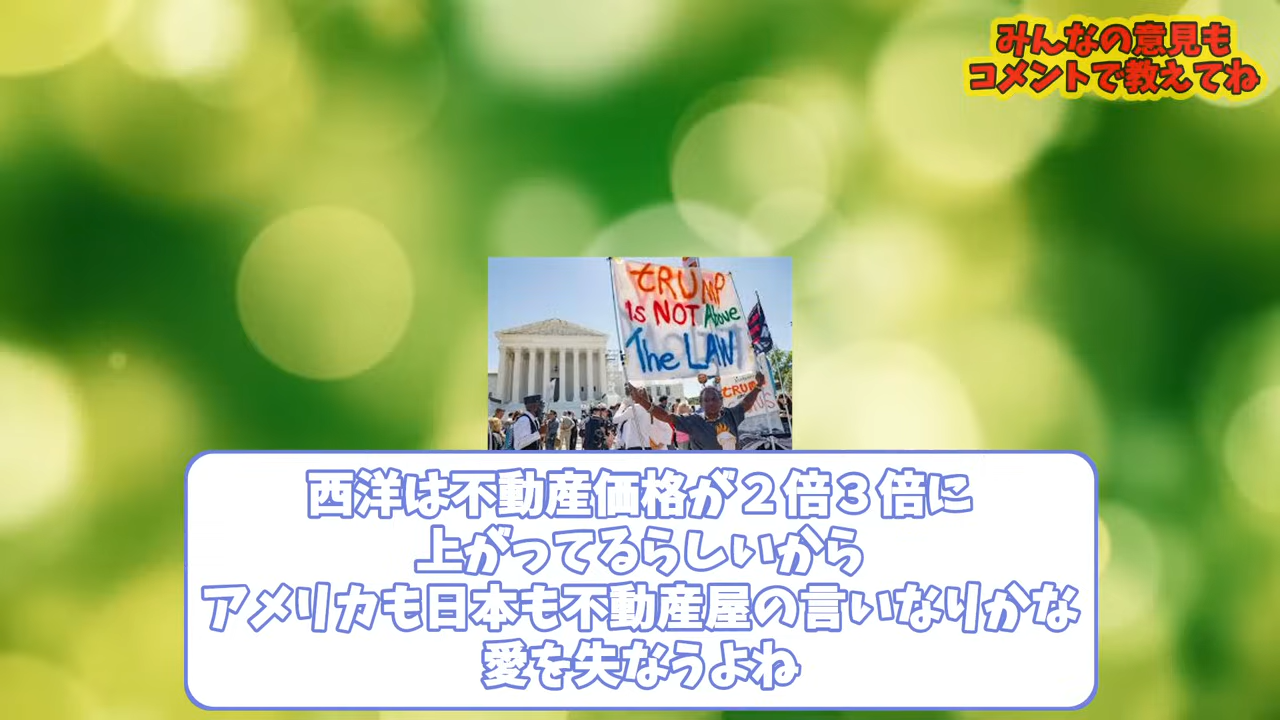 みんなの意見も
コメントで教えてね
tRUMP
Is NOT Above
The LAW
TRUMP
西洋は不動産価格が２倍３倍に
上がってるらしいから
アメリカも日本も不動産屋の言いなりかな
愛を失なうよね